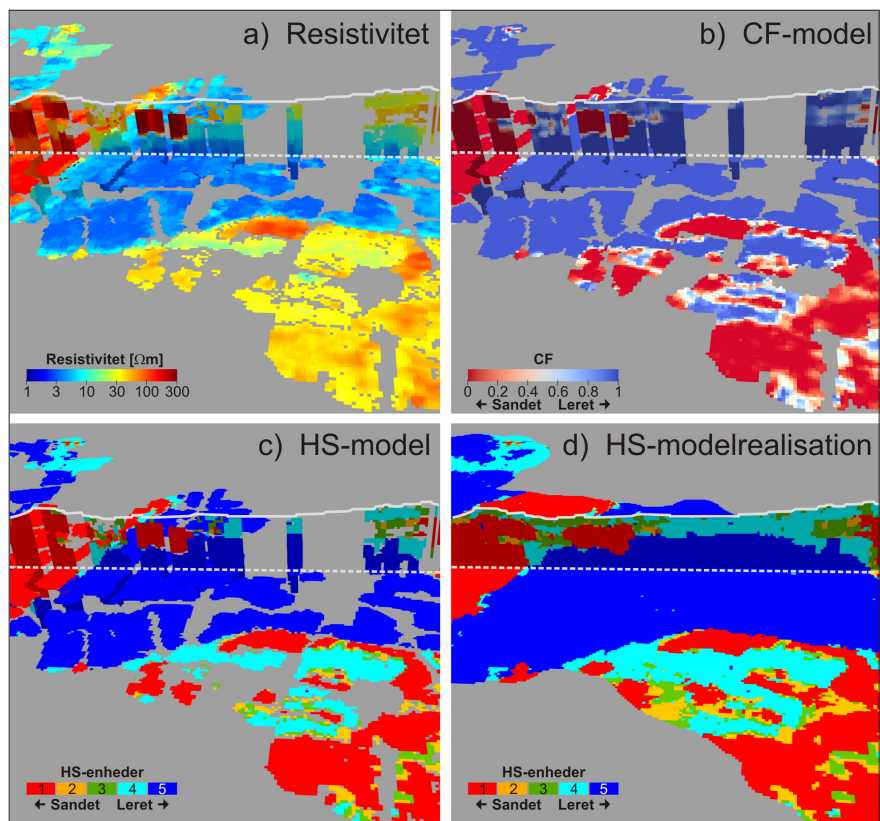 a) Resistivitet
b) CF-model
Resistivitet [Ωm]
1 3 10 30 100 300
CF
0 0.2 0.4 0.6 0.8 1
← Sandet Leret →
c) HS-model
d) HS-modelrealisation
HS-enheder
1 2 3 4 5
← Sandet Leret →
HS-enheder
1 2 3 4 5
← Sandet Leret →